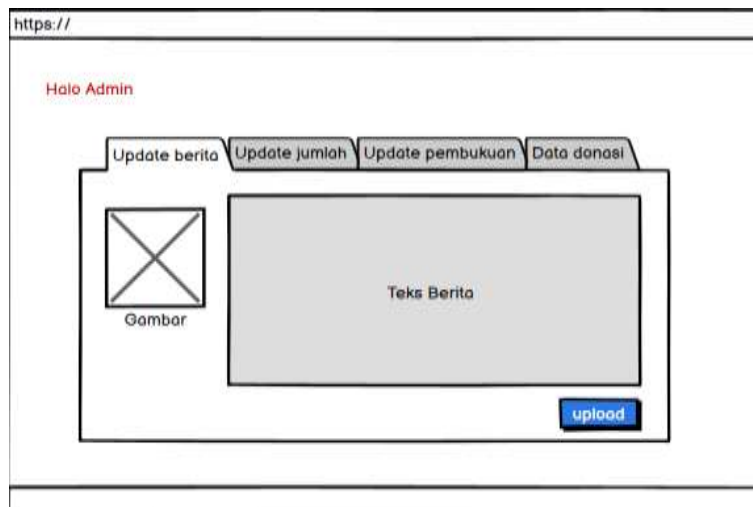 https://
Halo Admin
Update berita Update jumlah Update pembukuan Data donasi
Teks Berita
Gambar
upload